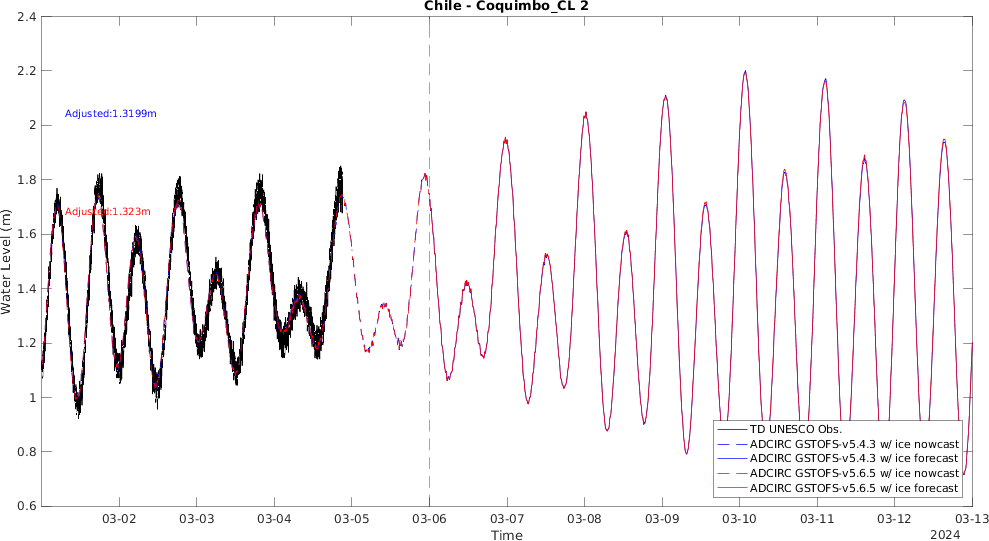 Chile - Coquimbo_CL 2
2.4
2.2
2
1.8
1.6
1.4
1.2
1
0.8
0.6
Water Level (m)
Adjusted:1.3199m
Adjusted:1.323m
TD UNESCO Obs.
ADCIRC GSTOFS-v5.4.3 w/ ice nowcast
ADCIRC GSTOFS-v5.4.3 w/ ice forecast
ADCIRC GSTOFS-v5.6.5 w/ ice nowcast
ADCIRC GSTOFS-v5.6.5 w/ ice forecast
03-02 03-03 03-04 03-05 03-06 03-07 03-08 03-09 03-10 03-11 03-12 03-13
Time
2024